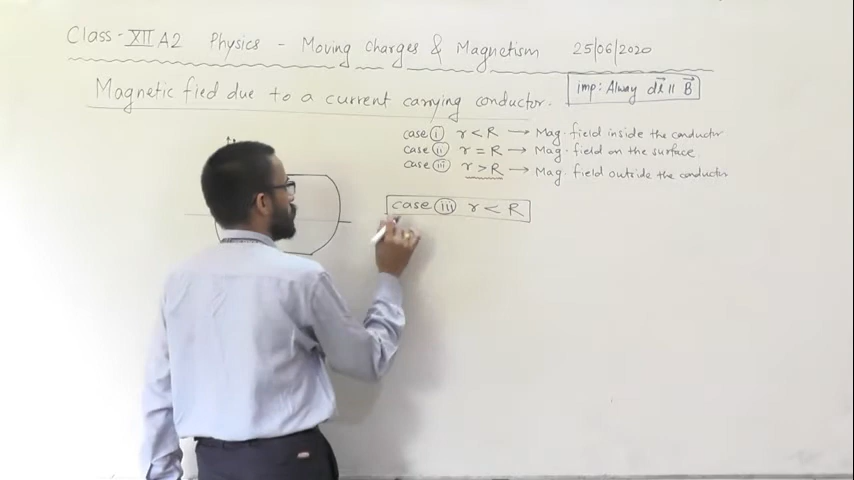 Class - XII A2 Physics - Moving Charges & Magnetism 25/06/2020
Magnetic fied due to a current carrying conductor.
imp: Alway dl || B
case (i) r < R → Mag. field inside the conductor
case (ii) r = R → Mag. field on the surface
case (iii) r > R → Mag. field outside the conductor
case (iii) r < R